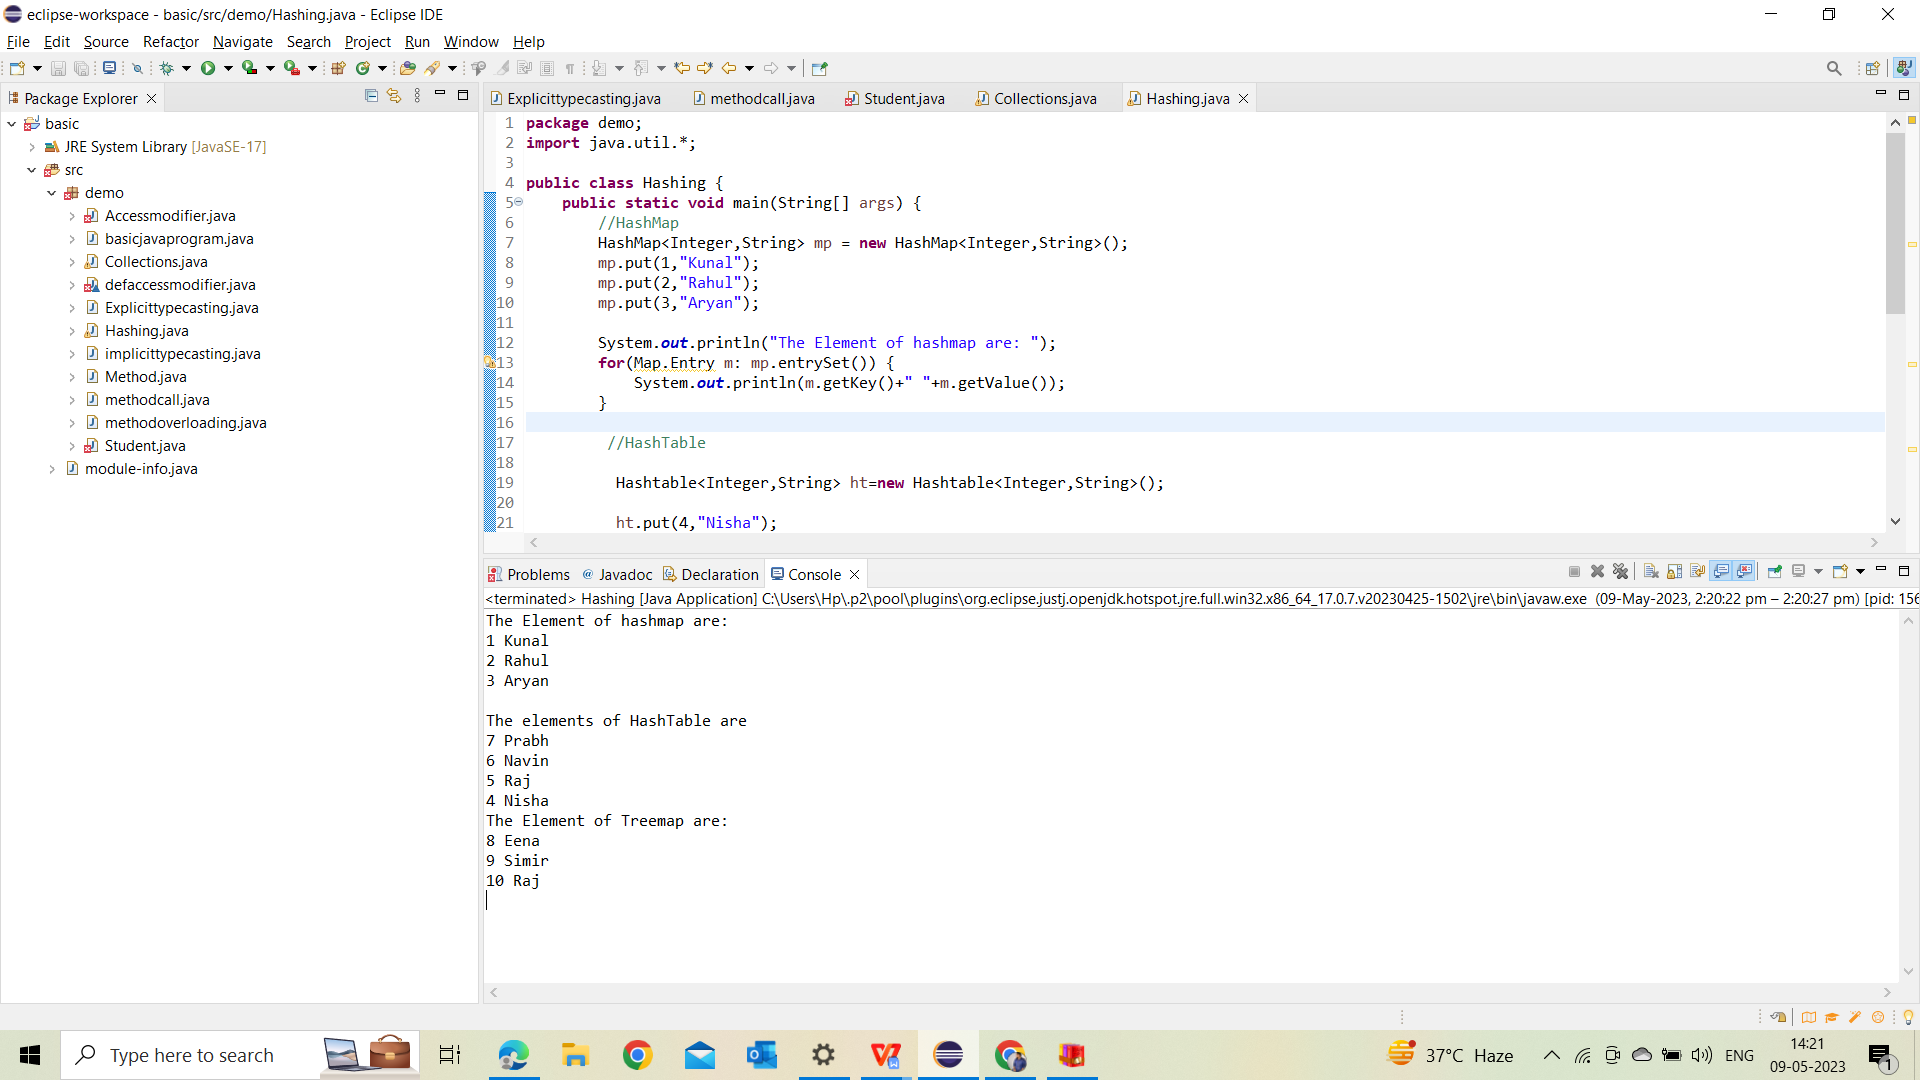 eclipse-workspace - basic/src/demo/Hashing.java - Eclipse IDE
File Edit Source Refactor Navigate Search Project Run Window Help
Package Explorer
basic
JRE System Library [JavaSE-17]
src
demo
Accessmodifier.java
basicjavaprogram.java
Collections.java
defaccessmodifier.java
Explicittypecasting.java
Hashing.java
implicittypecasting.java
Method.java
methodcall.java
methodoverloading.java
Student.java
module-info.java
Explicittypecasting.java methodcall.java Student.java Collections.java Hashing.java
1 package demo;
2 import java.util.*;
3
4 public class Hashing {
5 public static void main(String[] args) {
6 //HashMap
7 HashMap<Integer,String> mp = new HashMap<Integer,String>();
8 mp.put(1,"Kunal");
9 mp.put(2,"Rahul");
10 mp.put(3,"Aryan");
11
12 System.out.println("The Element of hashmap are: ");
13 for(Map.Entry m: mp.entrySet()) {
14 System.out.println(m.getKey()+" "+m.getValue());
15 }
16
17 //HashTable
18
19 Hashtable<Integer,String> ht=new Hashtable<Integer,String>();
20
21 ht.put(4,"Nisha");
Problems @ Javadoc Declaration Console
<terminated> Hashing [Java Application] C:\Users\Hp\.p2\pool\plugins\org.eclipse.justj.openjdk.hotspot.jre.full.win32.x86_64_17.0.7.v20230425-1502\jre\bin\javaw.exe (09-May-2023, 2:20:22 pm – 2:20:27 pm) [pid: 156
The Element of hashmap are:
1 Kunal
2 Rahul
3 Aryan
The elements of HashTable are
7 Prabh
6 Navin
5 Raj
4 Nisha
The Element of Treemap are:
8 Eena
9 Simir
10 Raj
Type here to search
37°C Haze
ENG
14:21
09-05-2023
1